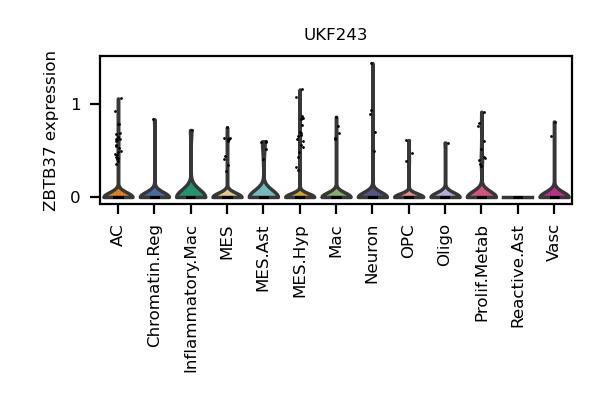 UKF243
ZBTB37 expression
1
0
AC
Chromatin.Reg
Inflammatory.Mac
MES
MES.Ast
MES.Hyp
Mac
Neuron
OPC
Oligo
Prolif.Metab
Reactive.Ast
Vasc